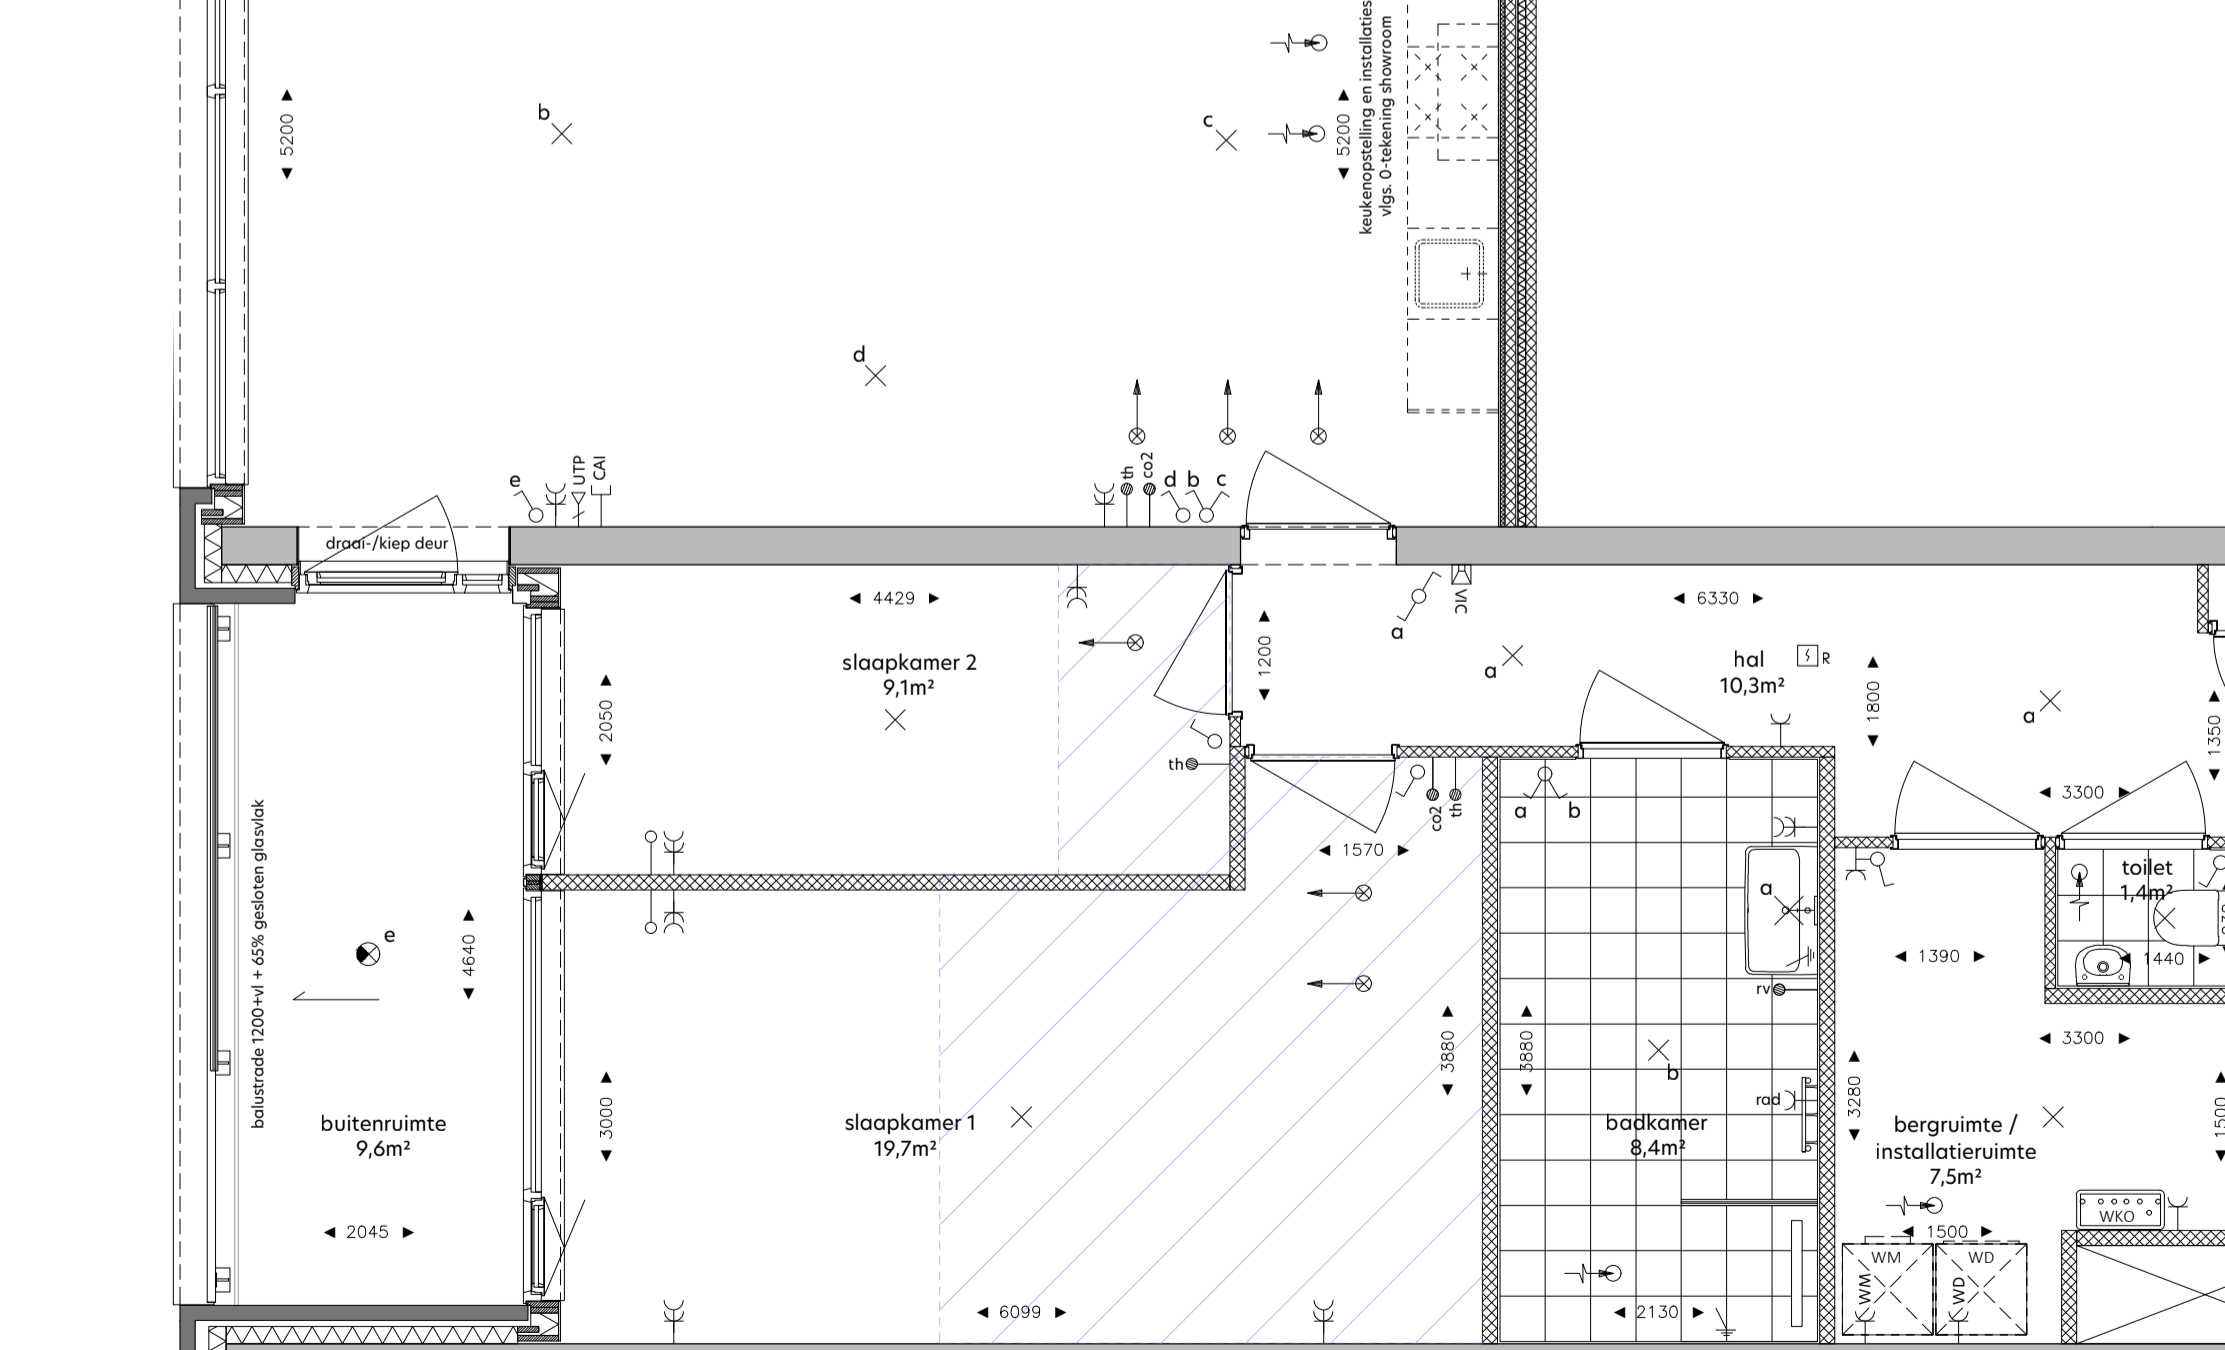 b
c
5200
5200
keukenopstelling en installaties
vlgs. 0-tekening showroom
d
e
UTP
CAI
th
co2
d
b
c
draai-/kiep deur
4429
6330
a
VIC
1200
slaapkamer 2
9,1m²
a
hal
10,3m²
R
1800
a
1350
2050
th
3300
balustrade 1200+vl + 65% gesloten glasvlak
a
b
co2
th
1570
toilet
1,4m²
a
e
4640
1390
1440
rv
3880
3880
3300
b
3000
rad
3280
1500
buitenruimte
9,6m²
slaapkamer 1
19,7m²
badkamer
8,4m²
bergruimte /
installatieruimte
7,5m²
WKO
2045
1500
WM
WD
WM
WD
6099
2130